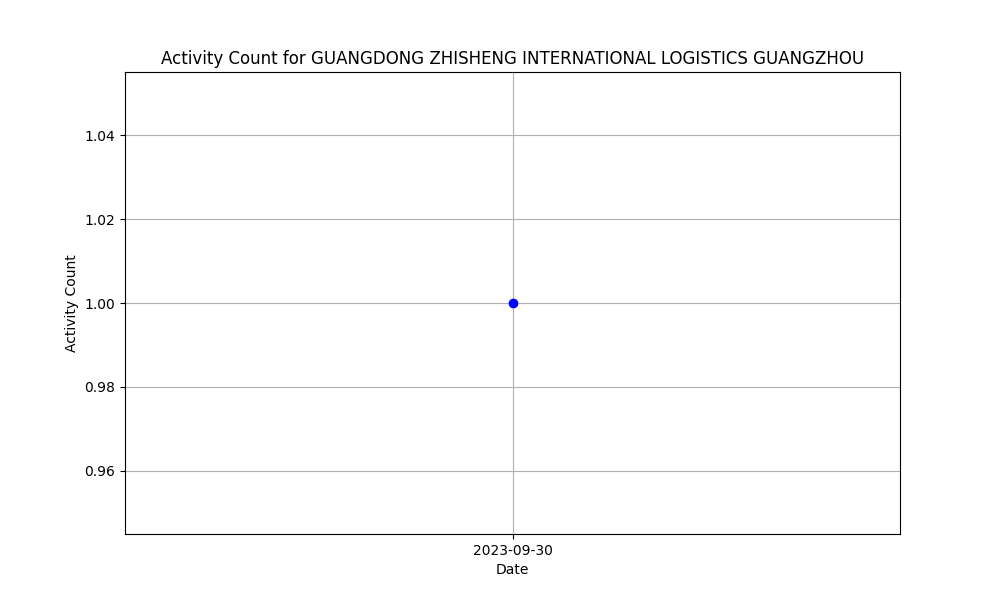 Activity Count for GUANGDONG ZHISHENG INTERNATIONAL LOGISTICS GUANGZHOU
1.04
1.02
1.00
0.98
0.96
Activity Count
2023-09-30
Date